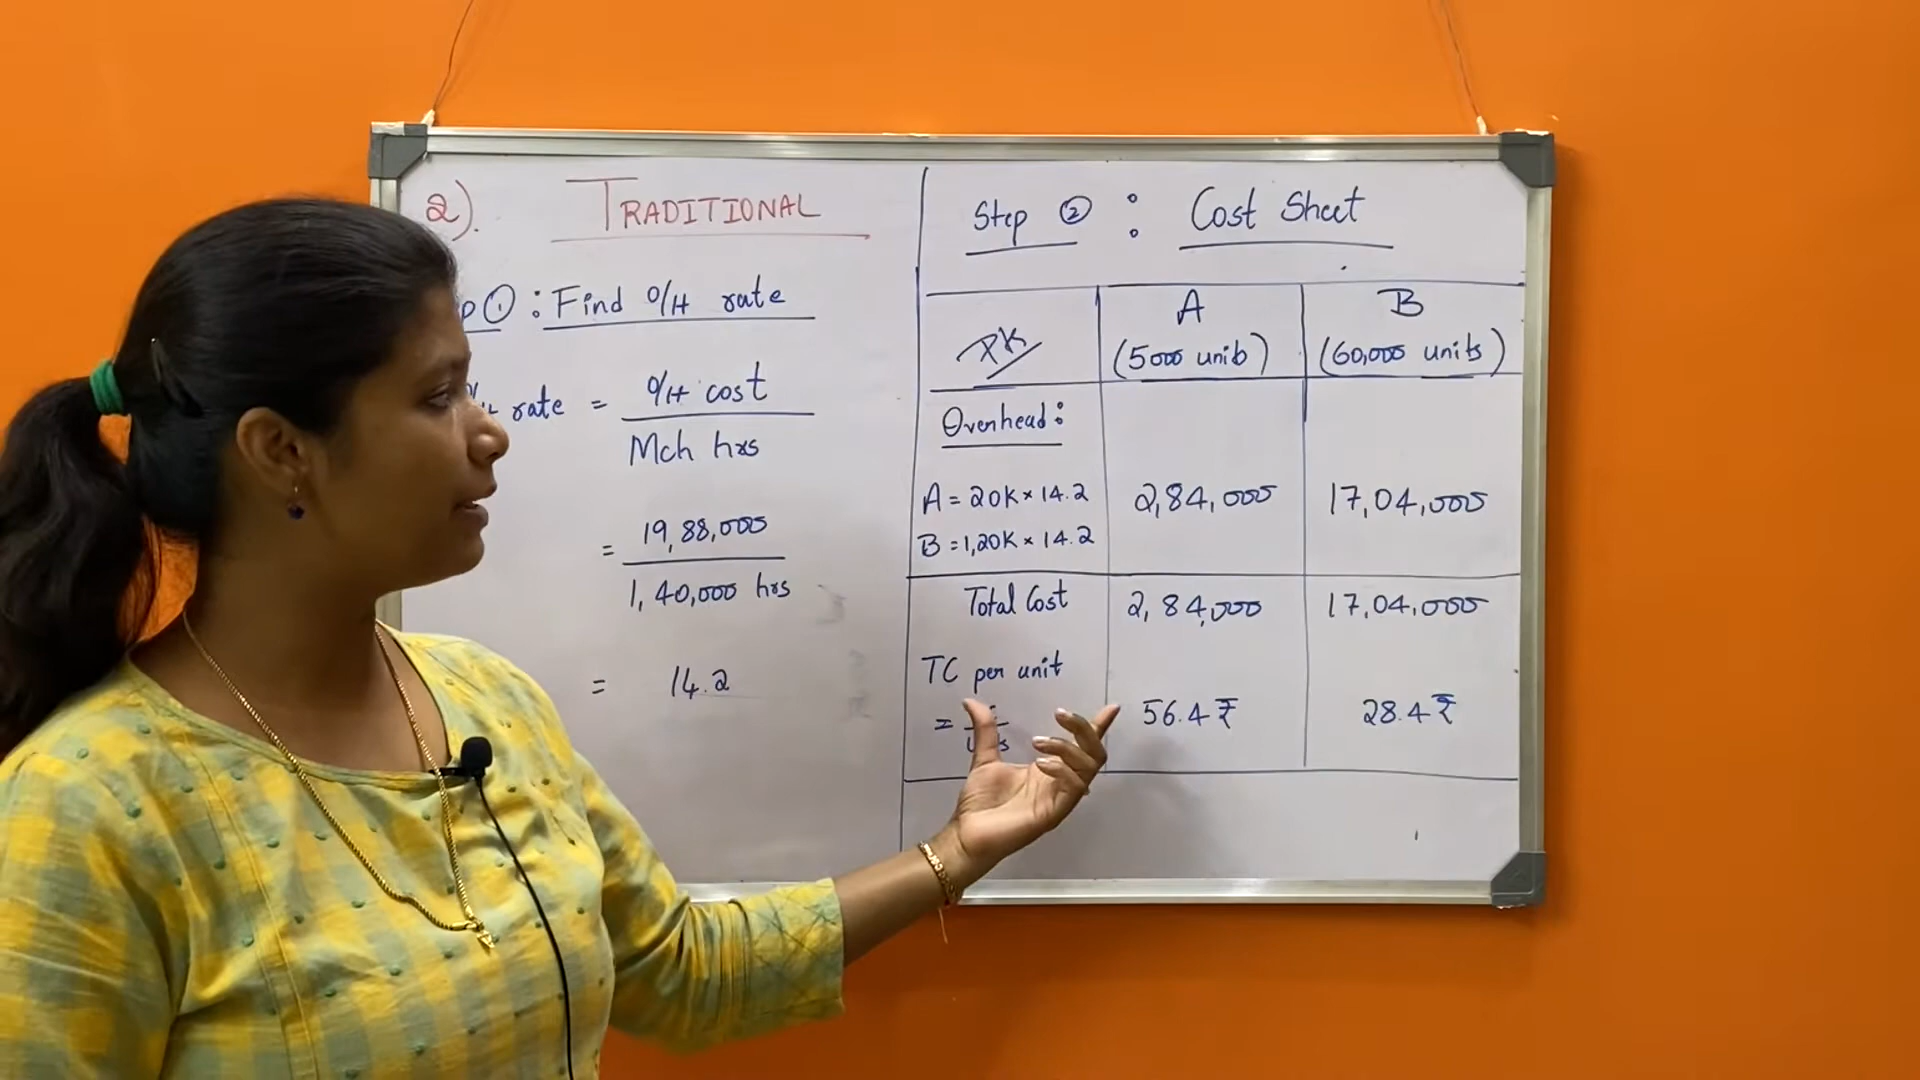 2). TRADITIONAL
① : Find O/H rate
rate = O/H cost
Mch hrs
= 19,88,000
1,40,000 hrs
= 14.2
Step ② : Cost Sheet
A B
(5000 units) (60,000 units)
Overhead:
A = 20K × 14.2 2,84,000 17,04,000
B = 1,20K × 14.2
Total Cost 2,84,000 17,04,000
TC per unit
= 56.4 ₹ 28.4 ₹